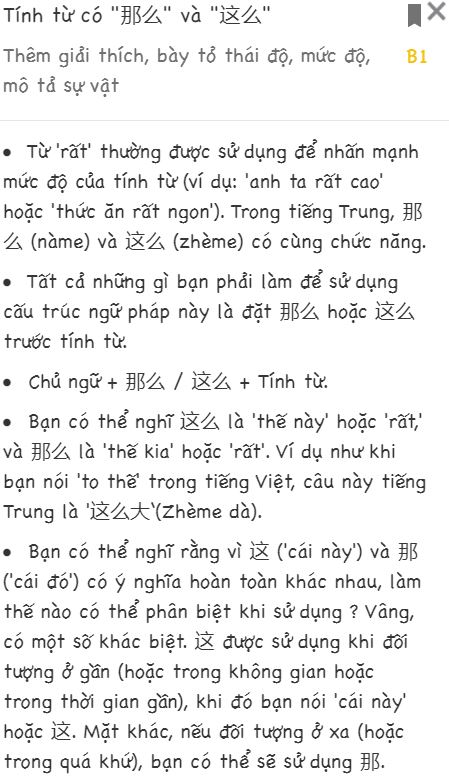 Tính từ có "那么" và "这么"
Thêm giải thích, bày tỏ thái độ, mức độ,
mô tả sự vật
B1
• Từ 'rất' thường được sử dụng để nhấn mạnh
mức độ của tính từ (ví dụ: 'anh ta rất cao'
hoặc 'thức ăn rất ngon'). Trong tiếng Trung, 那
么 (nàme) và 这么 (zhème) có cùng chức năng.
• Tất cả những gì bạn phải làm để sử dụng
cấu trúc ngữ pháp này là đặt 那么 hoặc 这么
trước tính từ.
• Chủ ngữ + 那么 / 这么 + Tính từ.
• Bạn có thể nghĩ 这么 là 'thế này' hoặc 'rất,'
và 那么 là 'thế kia' hoặc 'rất'. Ví dụ như khi
bạn nói 'to thế' trong tiếng Việt, câu này tiếng
Trung là '这么大`(Zhème dà).
• Bạn có thể nghĩ rằng vì 这 ('cái này') và 那
('cái đó') có ý nghĩa hoàn toàn khác nhau, làm
thế nào có thể phân biệt khi sử dụng ? Vâng,
có một số khác biệt. 这 được sử dụng khi đối
tượng ở gần (hoặc trong không gian hoặc
trong thời gian gần), khi đó bạn nói 'cái này'
hoặc 这. Mặt khác, nếu đối tượng ở xa (hoặc
trong quá khứ), bạn có thể sẽ sử dụng 那.